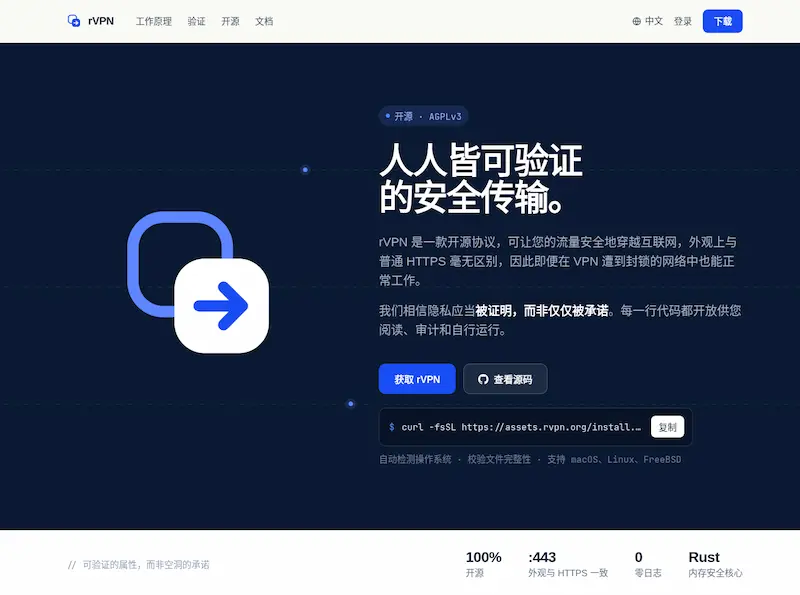 rVPN 工作原理 验证 开源 文档 中文 登录 下载
开源 · AGPLv3
人人皆可验证
的安全传输。
rVPN 是一款开源协议，可让您的流量安全地穿越互联网，外观上与
普通 HTTPS 毫无区别，因此即便在 VPN 遭到封锁的网络中也能正
常工作。
我们相信隐私应当被证明，而非仅仅被承诺。每一行代码都开放供您
阅读、审计和自行运行。
获取 rVPN 查看源码
$ curl -fsSL https://assets.rvpn.org/install.… 复制
自动检测操作系统 · 校验文件完整性 · 支持 macOS、Linux、FreeBSD
// 可验证的属性，而非空洞的承诺
100% :443 0 Rust
开源 外观与 HTTPS 一致 零日志 内存安全核心